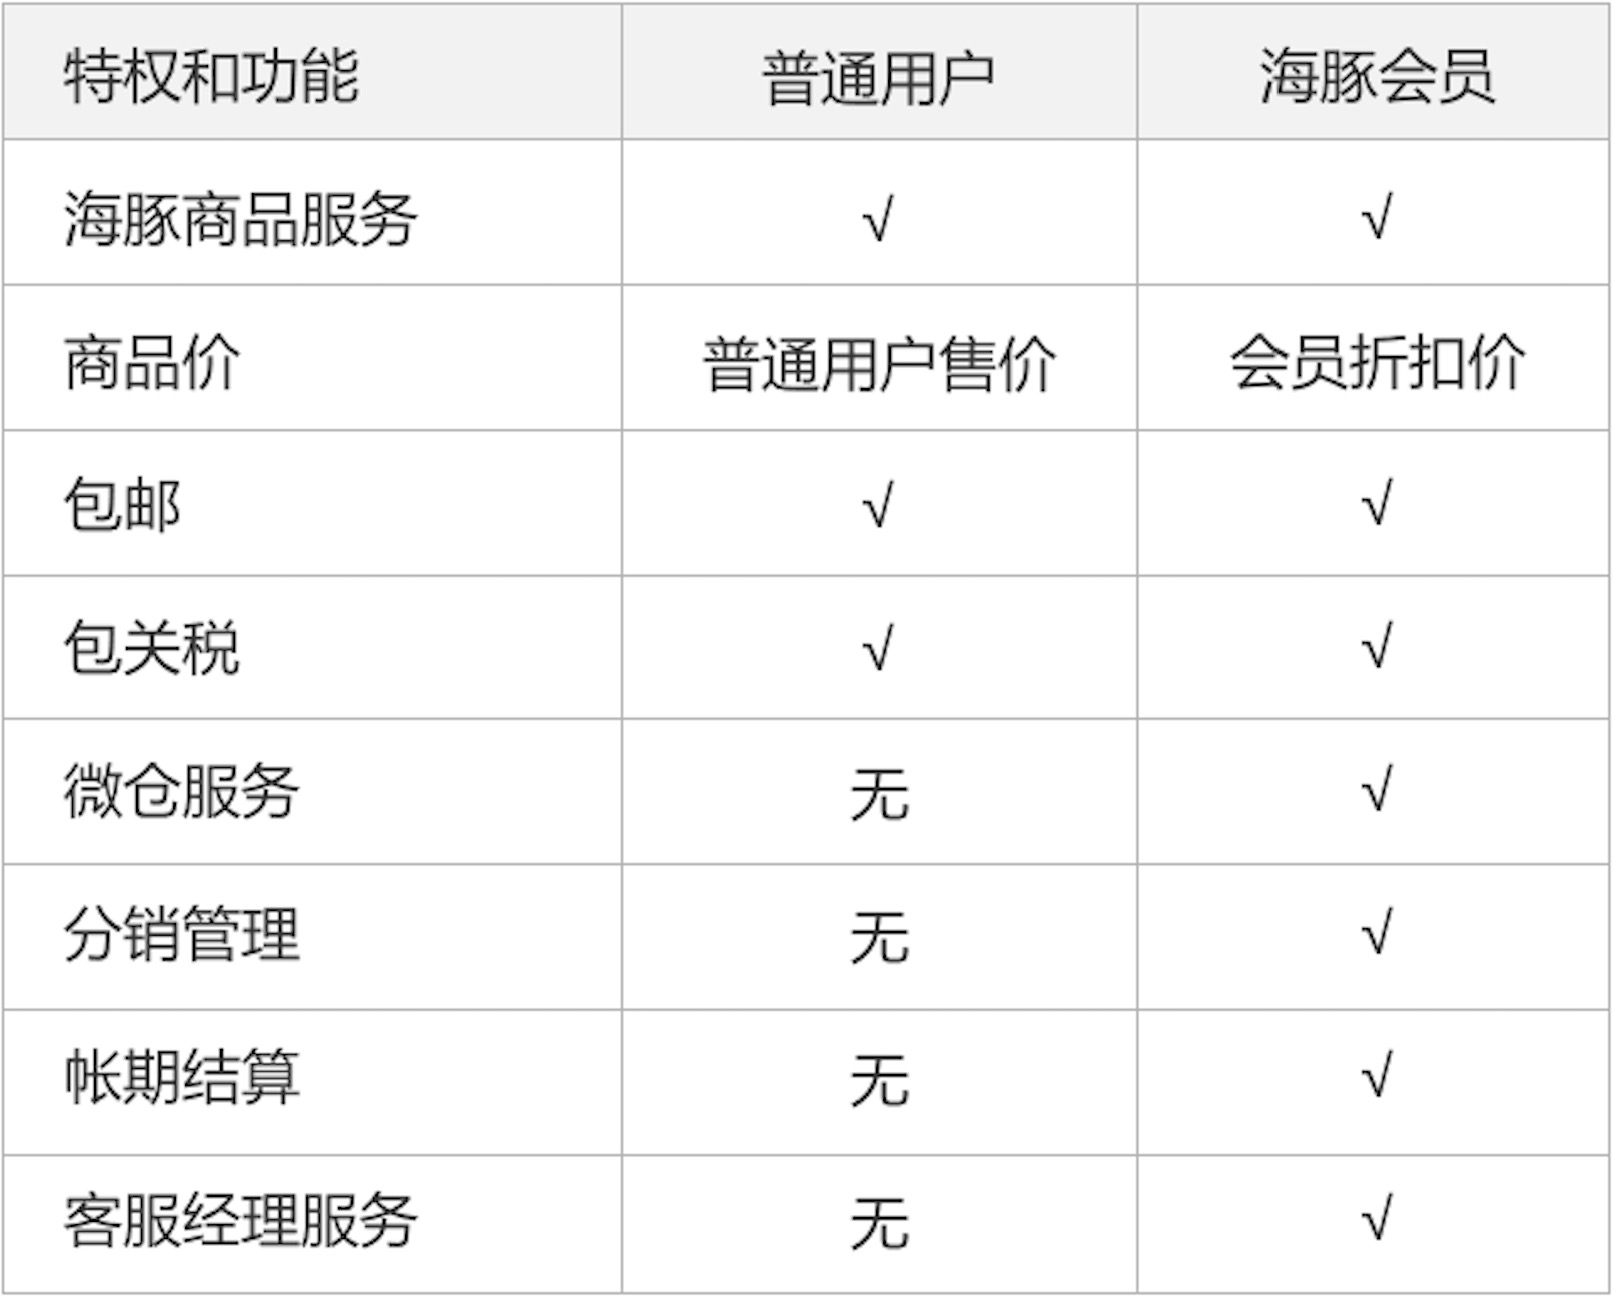 特权和功能 普通用户 海豚会员
海豚商品服务 √ √
商品价 普通用户售价 会员折扣价
包邮 √ √
包关税 √ √
微仓服务 无 √
分销管理 无 √
帐期结算 无 √
客服经理服务 无 √